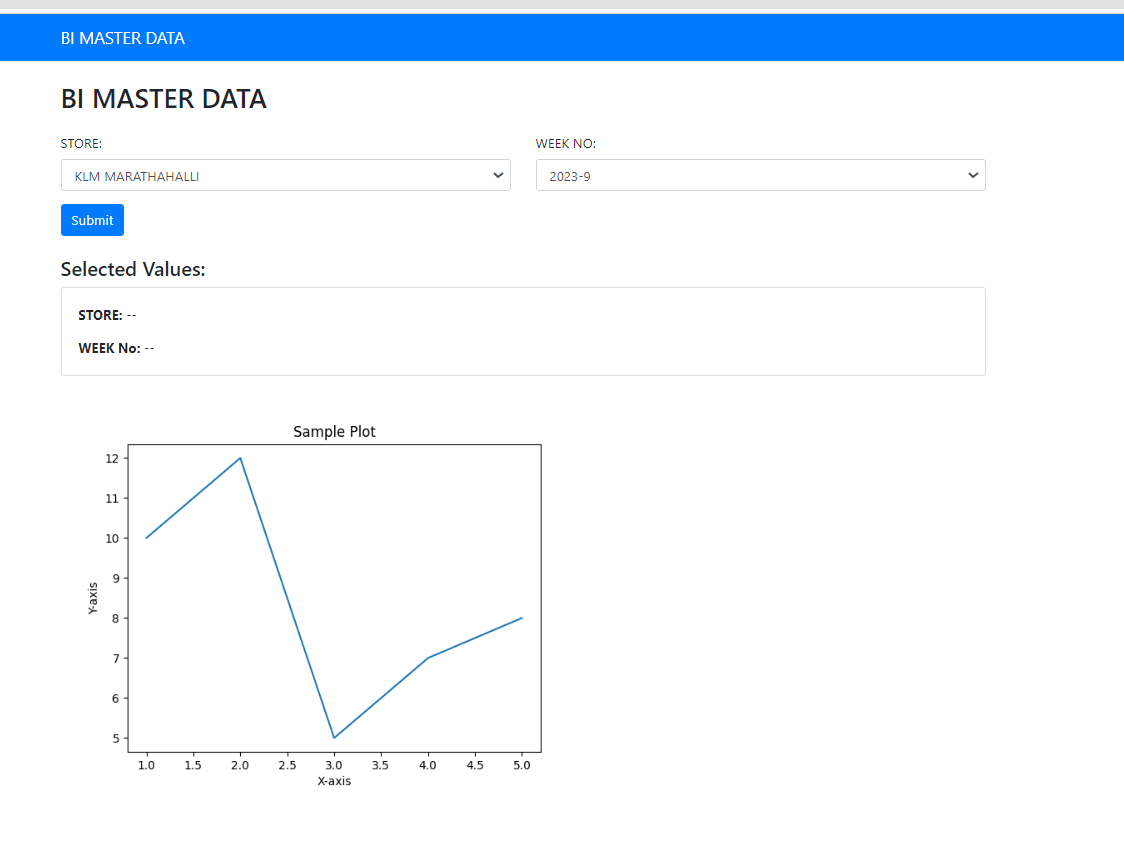 BI MASTER DATA
BI MASTER DATA
STORE: WEEK NO:
KLM MARATHAHALLI 2023-9
Submit
Selected Values:
STORE: --
WEEK No: --
Sample Plot
12
11
10
9
8
7
6
5
Y-axis
1.0 1.5 2.0 2.5 3.0 3.5 4.0 4.5 5.0
X-axis